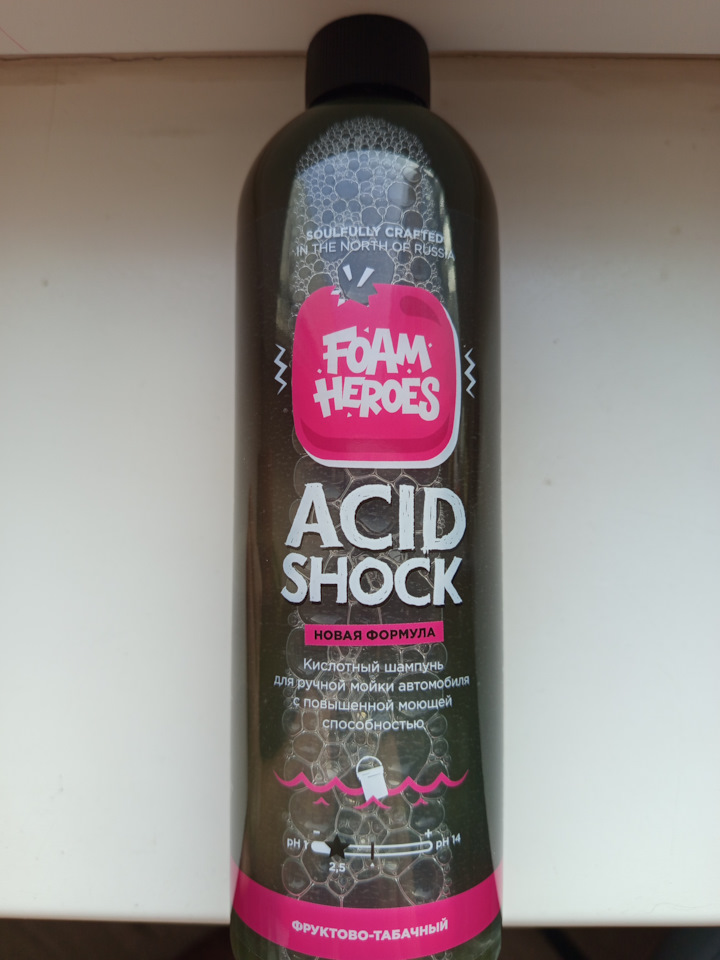 SOULFULLY CRAFTED
IN THE NORTH OF RUSSIA
FOAM
HEROES
ACID
SHOCK
НОВАЯ ФОРМУЛА
Кислотный шампунь
для ручной мойки автомобиля
с повышенной моющей
способностью
- +
pH 1 pH 14
2,5
ФРУКТОВО-ТАБАЧНЫЙ